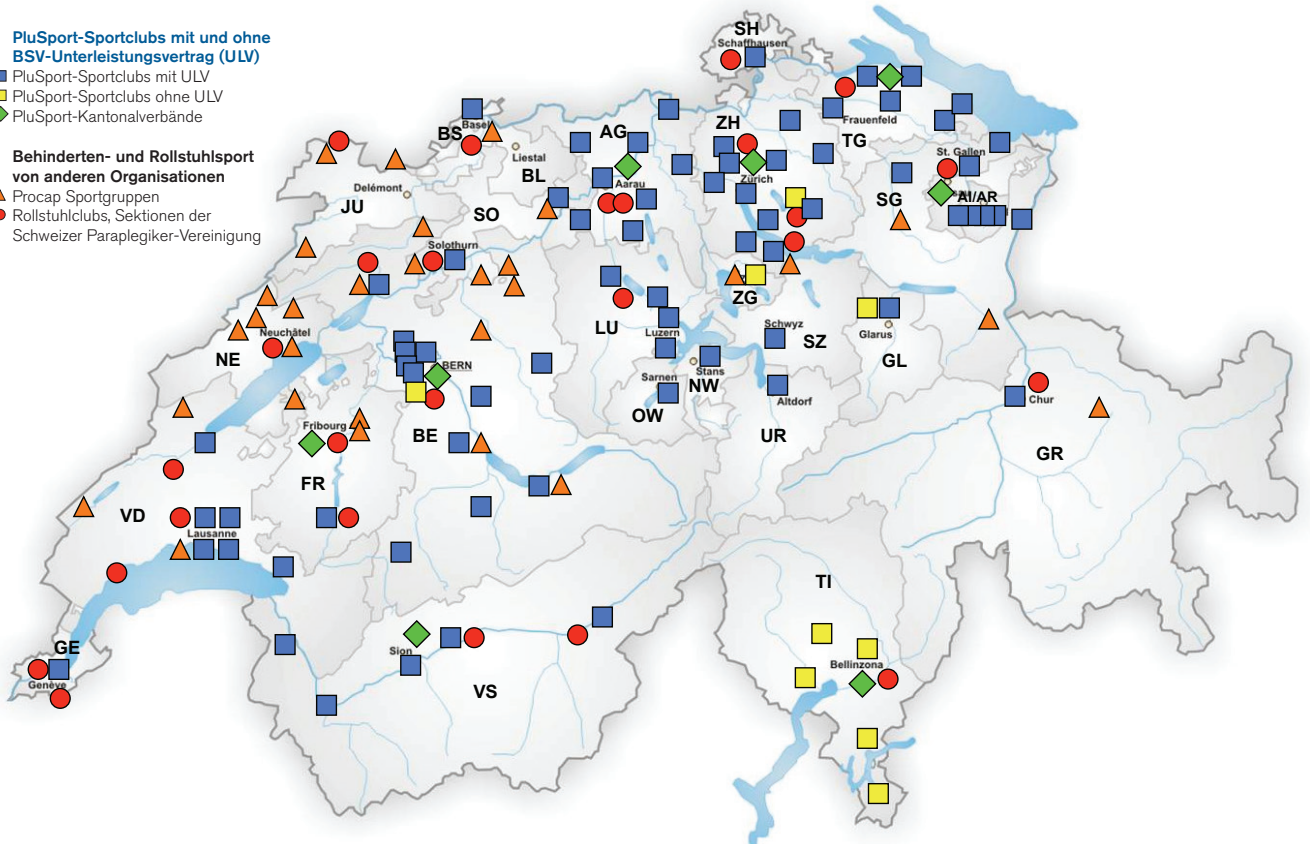 PluSport-Sportclubs mit und ohne
BSV-Unterleistungsvertrag (ULV)
PluSport-Sportclubs mit ULV
PluSport-Sportclubs ohne ULV
PluSport-Kantonalverbände
Behinderten- und Rollstuhlsport
von anderen Organisationen
Procap Sportgruppen
Rollstuhlclubs, Sektionen der
Schweizer Paraplegiker-Vereinigung
SH
Schaffhausen
BS
Basel
AG
ZH
Frauenfeld
TG
Liestal
BL
Aarau
Zürich
St. Gallen
Delémont
JU
SO
SG
AI/AR
Solothurn
ZG
Neuchâtel
NE
LU
Luzern
Schwyz
SZ
Glarus
GL
BERN
Stans
NW
Sarnen
OW
Altdorf
UR
Chur
GR
Fribourg
BE
FR
VD
Lausanne
TI
GE
Genève
Sion
VS
Bellinzona